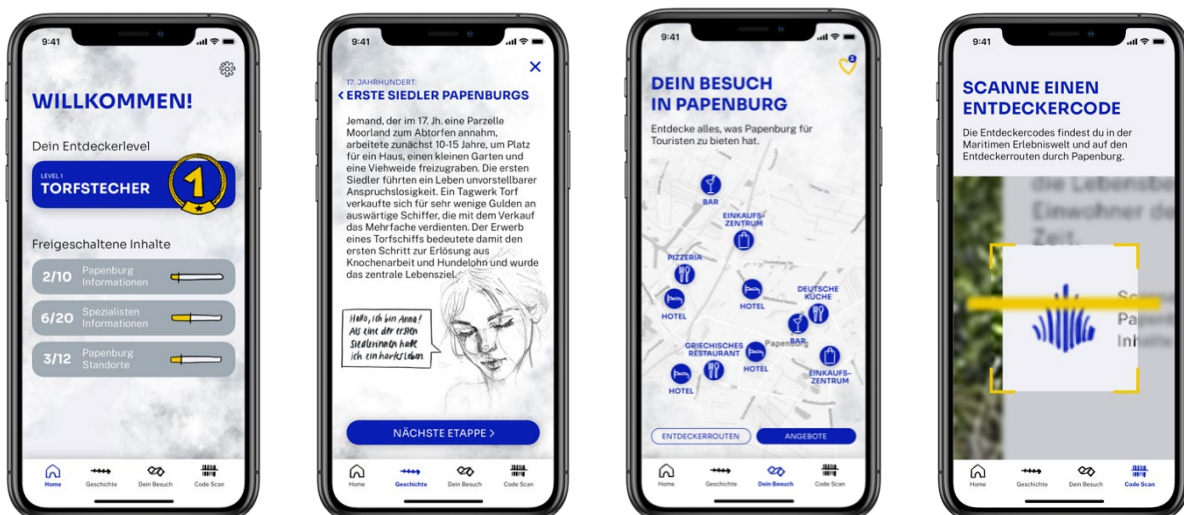 9:41
WILLKOMMEN!
Dein Entdeckerlevel
LEVEL 1
TORFSTECHER
1
Freigeschaltene Inhalte
2/10
Papenburg
Informationen
6/20
Spezialisten
Informationen
3/12
Papenburg
Standorte
Home
Geschichte
Dein Besuch
Code Scan
9:41
17. JAHRHUNDERT:
ERSTE SIEDLER PAPENBURGS
Jemand, der im 17. Jh. eine Parzelle
Moorland zum Abtorfen annahm,
arbeitete zunächst 10-15 Jahre, um Platz
für ein Haus, einen kleinen Garten und
eine Viehweide freizugraben. Die ersten
Siedler führten ein Leben unvorstellbarer
Anspruchslosigkeit. Ein Tagwerk Torf
verkaufte sich für sehr wenige Gulden an
auswärtige Schiffer, die mit dem Verkauf
das Mehrfache verdienten. Der Erwerb
eines Torfschiffs bedeutete damit den
ersten Schritt zur Erlösung aus
Knochenarbeit und Hundelohn und wurde
das zentrale Lebensziel.
Hallo, ich bin Anna!
Als eine der ersten
Siedlerinnen hatte
ich ein hartes Leben.
NÄCHSTE ETAPPE >
Home
Geschichte
Dein Besuch
Code Scan
9:41
2
DEIN BESUCH
IN PAPENBURG
Entdecke alles, was Papenburg für
Touristen zu bieten hat.
BAR
EINKAUFS-
ZENTRUM
PIZZERIA
HOTEL
HOTEL
DEUTSCHE
KÜCHE
BAR
Papenburg
GRIECHISCHES
RESTAURANT
HOTEL
HOTEL
EINKAUFS-
ZENTRUM
ENTDECKERROUTEN
ANGEBOTE
Home
Geschichte
Dein Besuch
Code Scan
9:41
SCANNE EINEN
ENTDECKERCODE
Die Entdeckercodes findest du in der
Maritimen Erlebniswelt und auf den
Entdeckerrouten durch Papenburg.
die Lebensbe
Einwohner de
Zeit.
Inh
Home
Geschichte
Dein Besuch
Code Scan